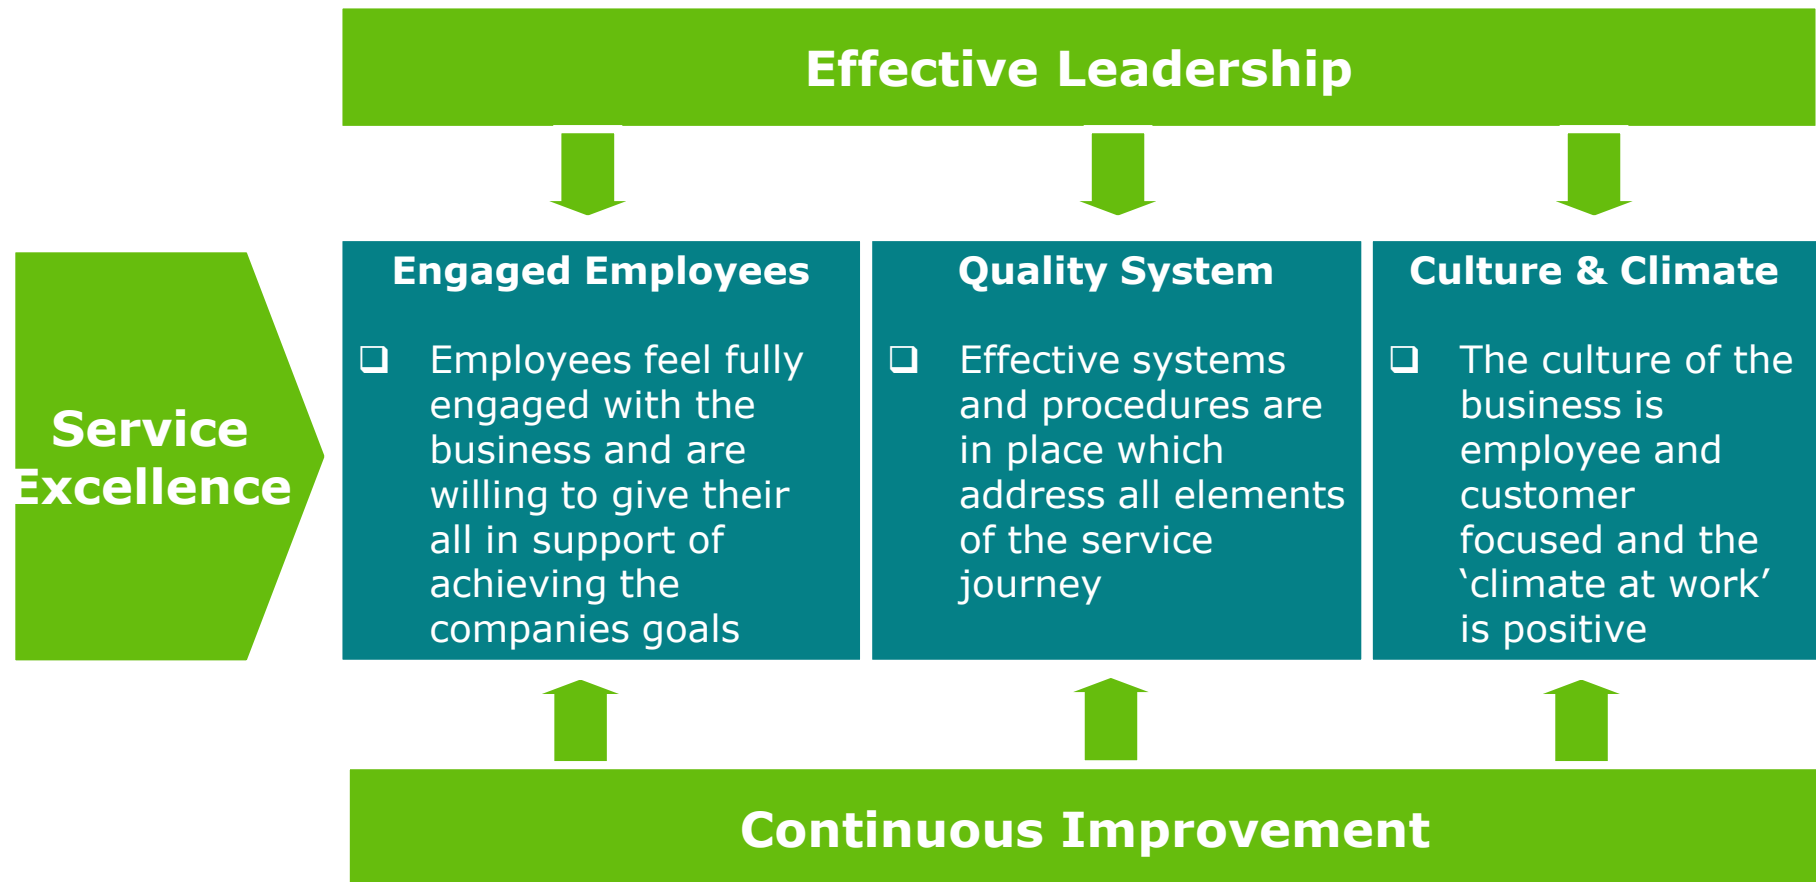 Effective Leadership
Service
Excellence
Engaged Employees
❑ Employees feel fully
engaged with the
business and are
willing to give their
all in support of
achieving the
companies goals
Quality System
❑ Effective systems
and procedures are
in place which
address all elements
of the service
journey
Culture & Climate
❑ The culture of the
business is
employee and
customer
focused and the
‘climate at work’
is positive
Continuous Improvement